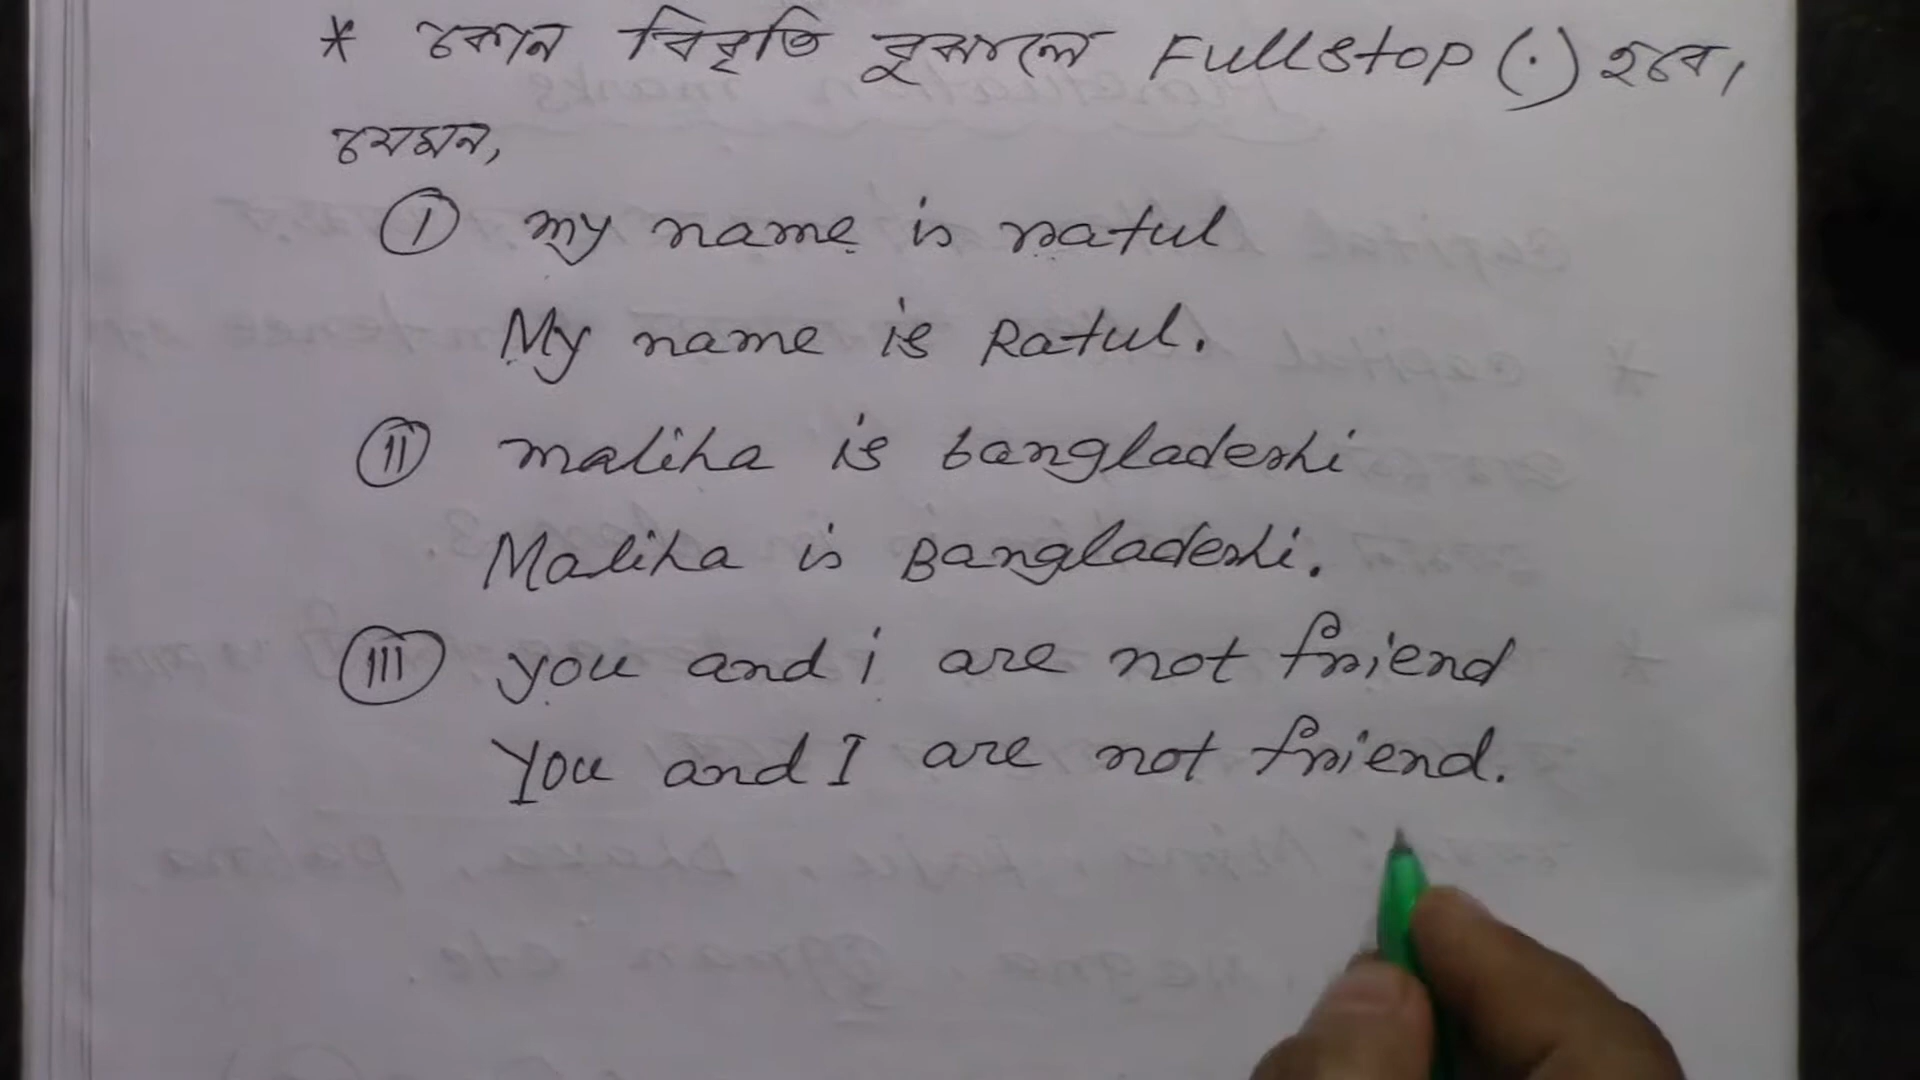 * কোন বিবৃতি বুঝালে Fullstop (.) হবে,
যেমন,
(I) my name is ratul
My name is Ratul.
(II) maliha is bangladeshi
Maliha is Bangladeshi.
(III) you and i are not friend
You and I are not friend.